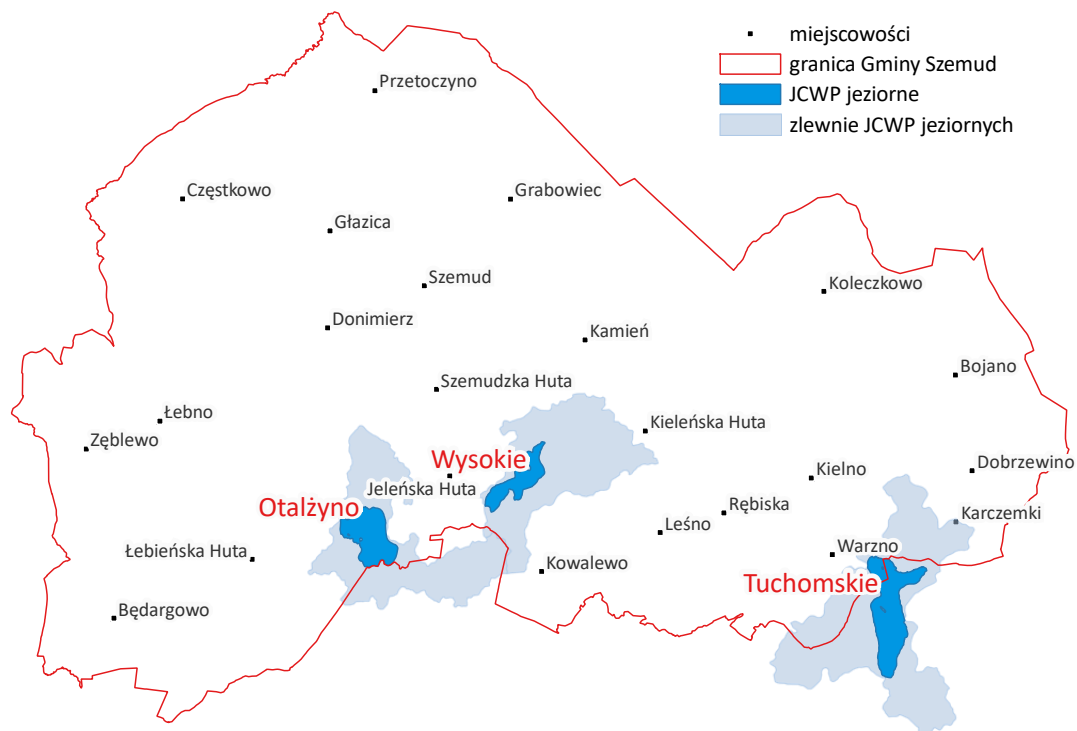 miejscowości
granica Gminy Szemud
JCWP jeziorne
zlewnie JCWP jeziornych
Przetoczyno
Częstkowo
Grabowiec
Głazica
Szemud
Koleczkowo
Donimierz
Kamień
Bojano
Szemudzka Huta
Łebno
Kieleńska Huta
Zęblewo
Wysokie
Dobrzewino
Kielno
Jeleńska Huta
Otalżyno
Rębiska
Karczemki
Leśno
Łebieńska Huta
Warzno
Kowalewo
Tuchomskie
Będargowo